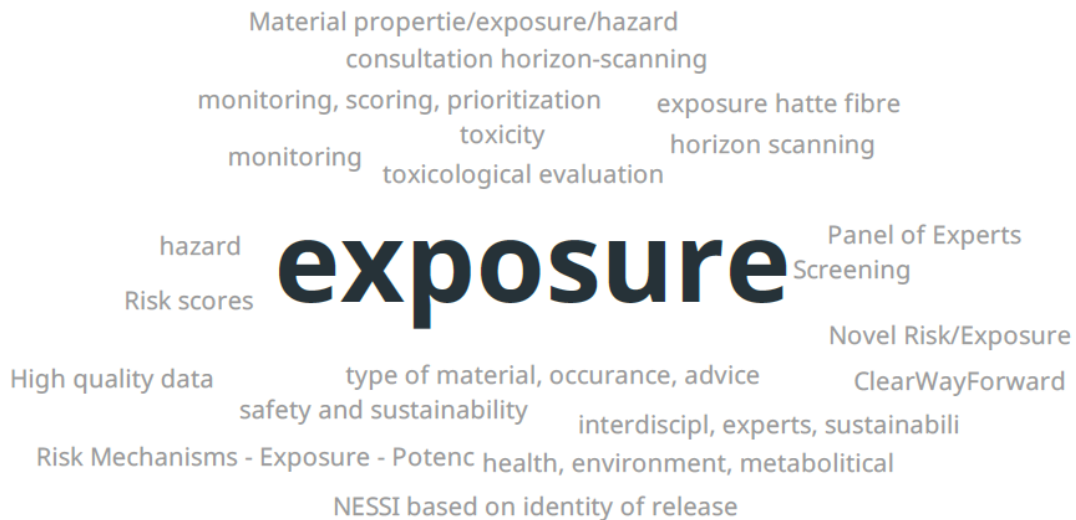 Material propertie/exposure/hazard
consultation horizon-scanning
monitoring, scoring, prioritization
exposure hatte fibre
toxicity
horizon scanning
monitoring
toxicological evaluation
hazard
exposure
Panel of Experts
Screening
Risk scores
Novel Risk/Exposure
High quality data
type of material, occurance, advice
ClearWayForward
safety and sustainability
interdiscipl, experts, sustainabili
Risk Mechanisms - Exposure - Potenc
health, environment, metabolitical
NESSI based on identity of release